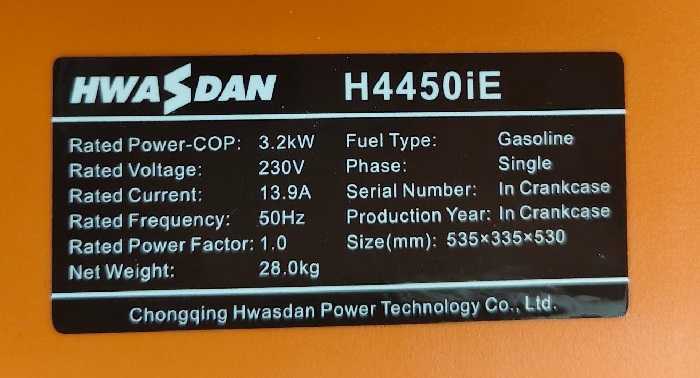 HWASDAN H4450iE
Rated Power-COP: 3.2kW Fuel Type: Gasoline
Rated Voltage: 230V Phase: Single
Rated Current: 13.9A Serial Number: In Crankcase
Rated Frequency: 50Hz Production Year: In Crankcase
Rated Power Factor: 1.0 Size(mm): 535×335×530
Net Weight: 28.0kg
Chongqing Hwasdan Power Technology Co., Ltd.